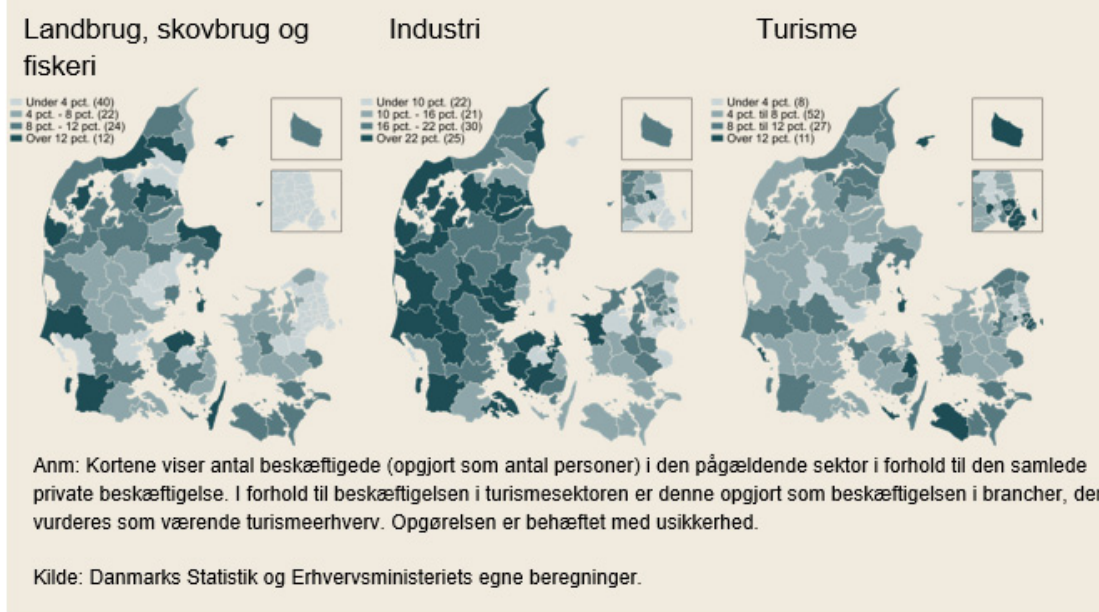 Landbrug, skovbrug og
fiskeri
Under 4 pct. (40)
4 pct. - 8 pct. (22)
8 pct. - 12 pct. (24)
Over 12 pct. (12)
Industri
Under 10 pct. (22)
10 pct. - 16 pct. (21)
16 pct. - 22 pct. (30)
Over 22 pct. (25)
Turisme
Under 4 pct. (8)
4 pct. til 8 pct. (52)
8 pct. til 12 pct. (27)
Over 12 pct. (11)
Anm: Kortene viser antal beskæftigede (opgjort som antal personer) i den pågældende sektor i forhold til den samlede
private beskæftigelse. I forhold til beskæftigelsen i turismesektoren er denne opgjort som beskæftigelsen i brancher, der
vurderes som værende turismeerhverv. Opgørelsen er behæftet med usikkerhed.
Kilde: Danmarks Statistik og Erhvervsministeriets egne beregninger.